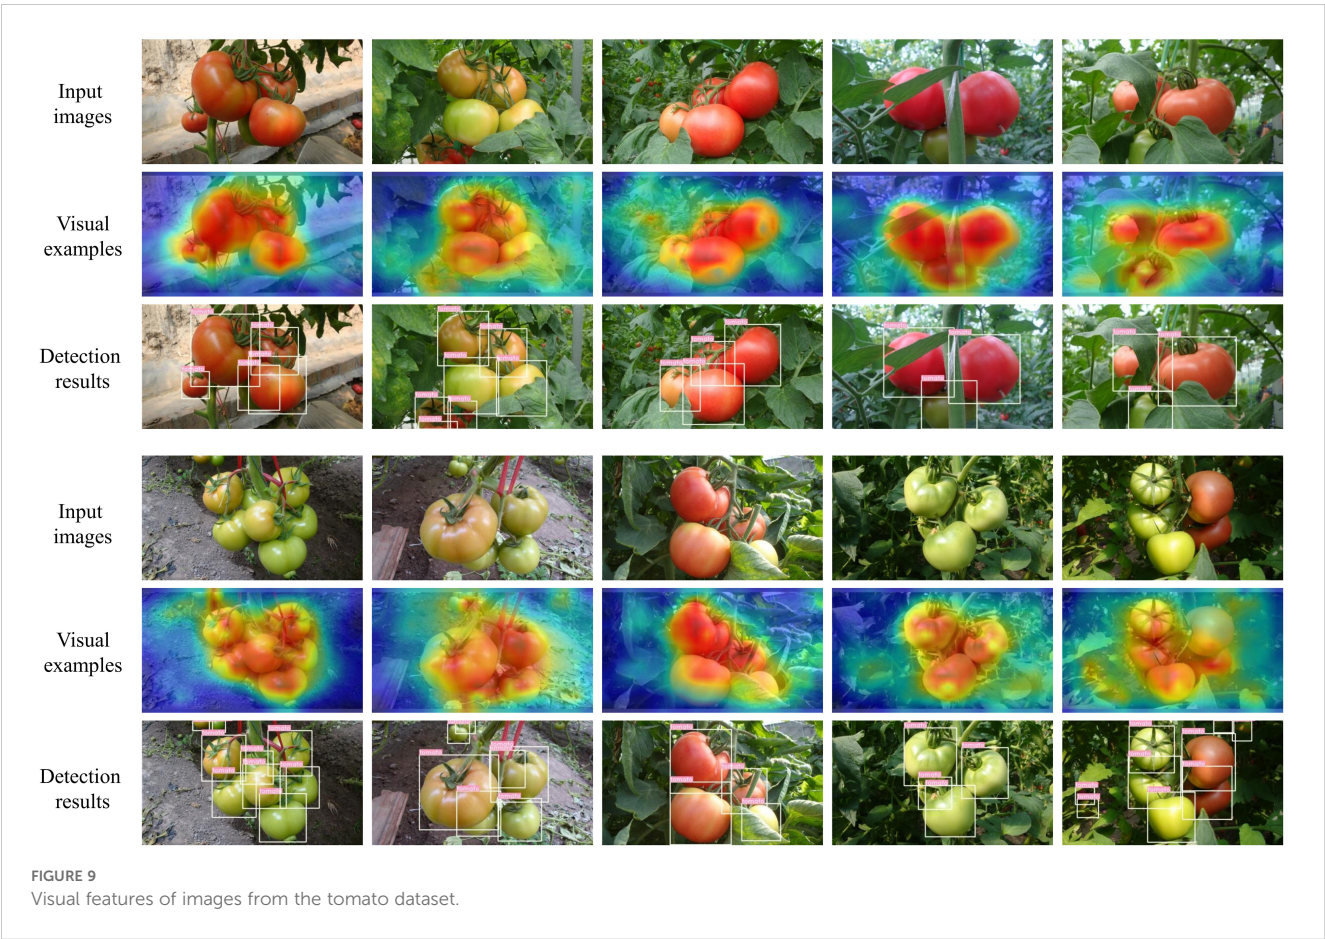 Input
images
Visual
examples
Detection
results
Input
images
Visual
examples
Detection
results
FIGURE 9
Visual features of images from the tomato dataset.